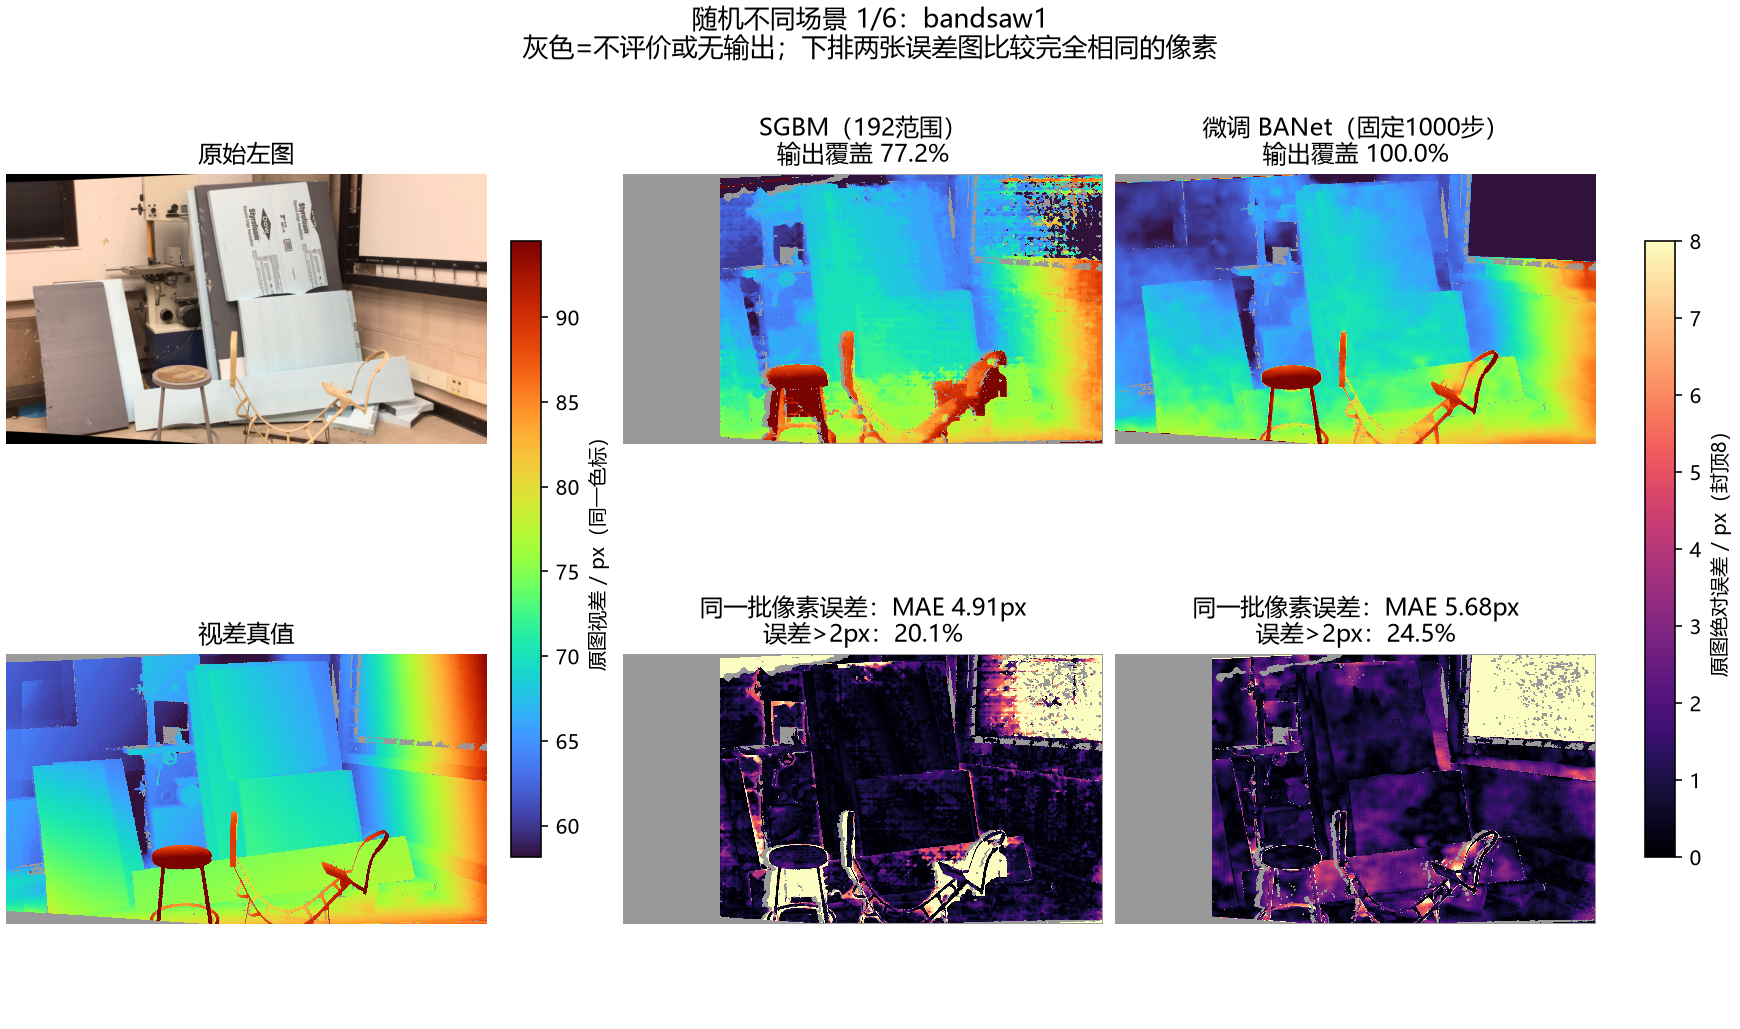 随机不同场景 1/6：bandsaw1
灰色=不评价或无输出；下排两张误差图比较完全相同的像素
原始左图
SGBM（192范围）
输出覆盖 77.2%
微调 BANet（固定1000步）
输出覆盖 100.0%
Styrofoam
Styrofoam
90
85
80
75
70
65
60
原图视差 / px（同一色标）
视差真值
同一批像素误差：MAE 4.91px
误差>2px：20.1%
同一批像素误差：MAE 5.68px
误差>2px：24.5%
8
7
6
5
4
3
2
1
0
原图绝对误差 / px（封顶8）